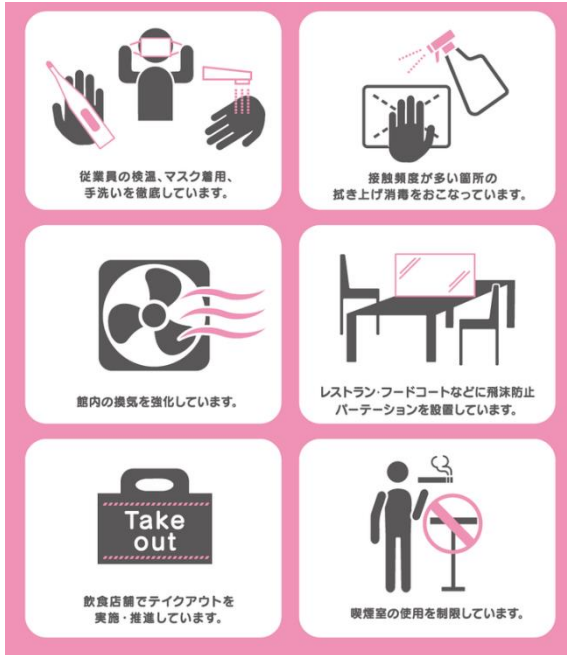 従業員の検温、マスク着用、
手洗いを徹底しています。
接触頻度が多い箇所の
拭き上げ消毒をおこなっています。
館内の換気を強化しています。
レストラン・フードコートなどに飛沫防止
パーテーションを設置しています。
Take
out
飲食店舗でテイクアウトを
実施・推進しています。
喫煙室の使用を制限しています。